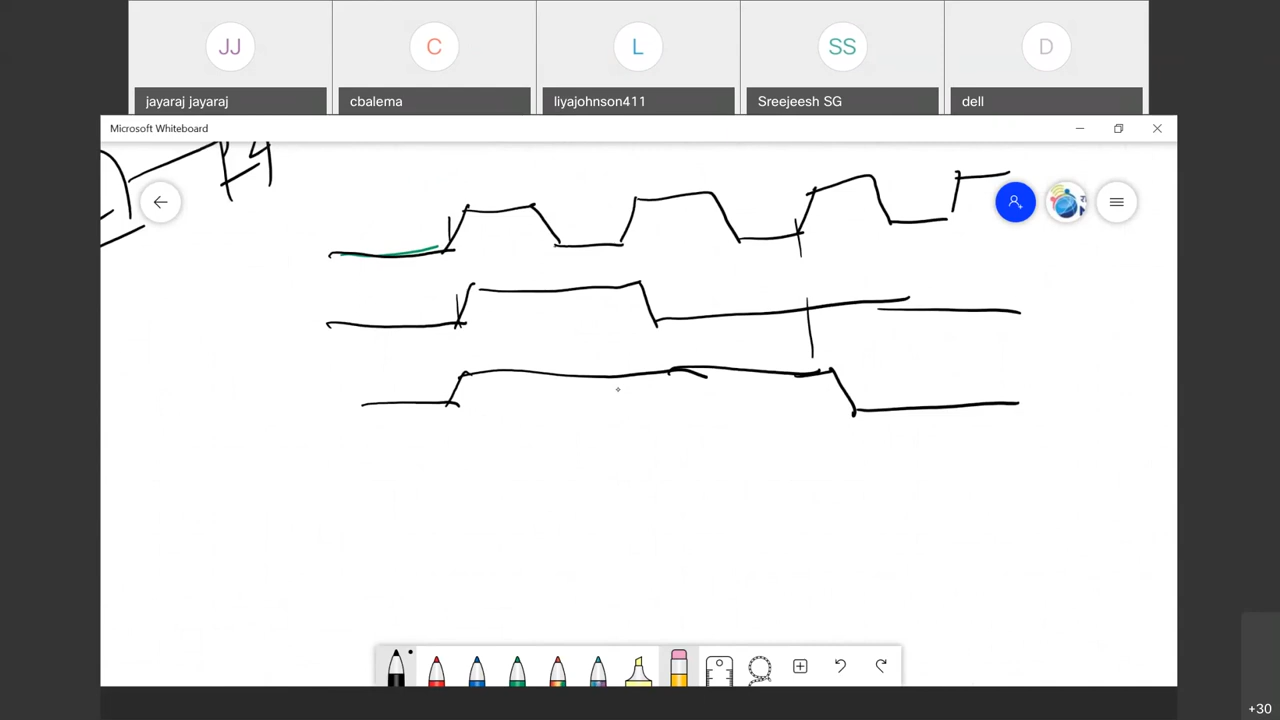 JJ
C
L
SS
D
jayaraj jayaraj
cbalema
liyajohnson411
Sreejeesh SG
dell
Microsoft Whiteboard
+30